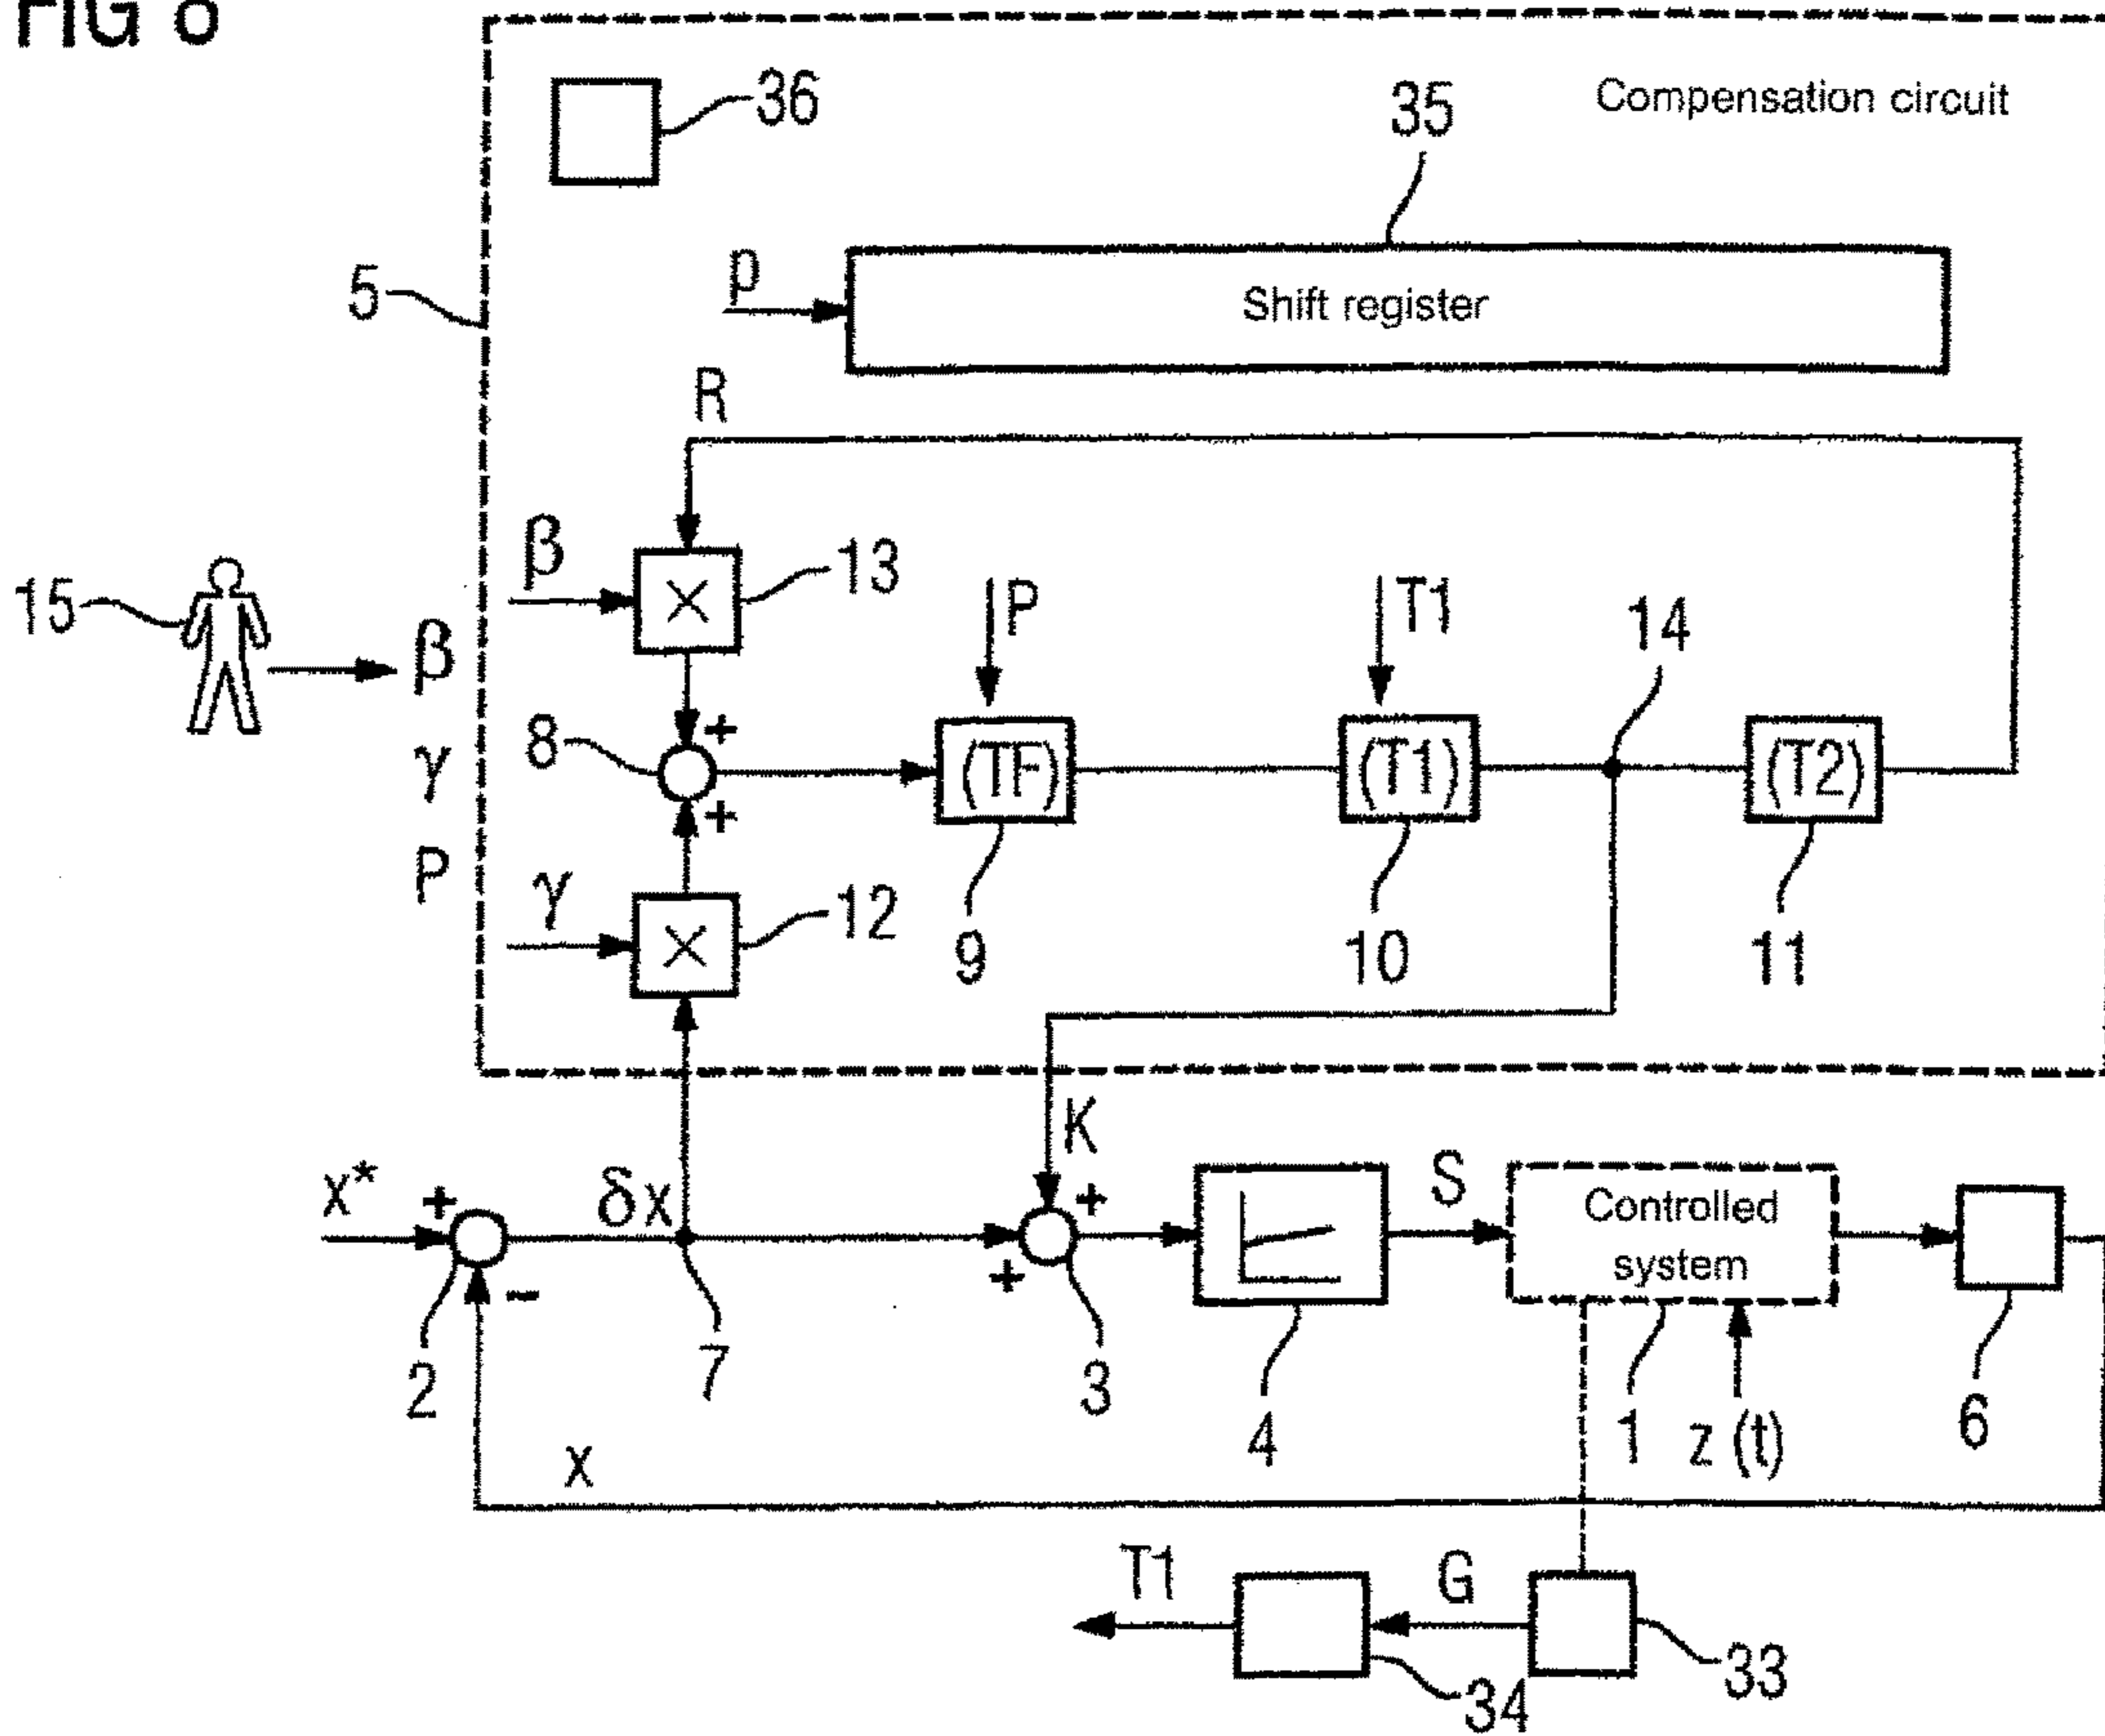 FIG 8
36
35
Compensation circuit
5
p
Shift register
R
β
13
15
β
P
T1
14
8
+
(TF)
(T1)
(T2)
γ
+
P
γ
12
9
10
11
K
x*
+
δx
+
S
Controlled
system
2
-
7
+
3
4
1
z (t)
6
x
T1
G
34
33